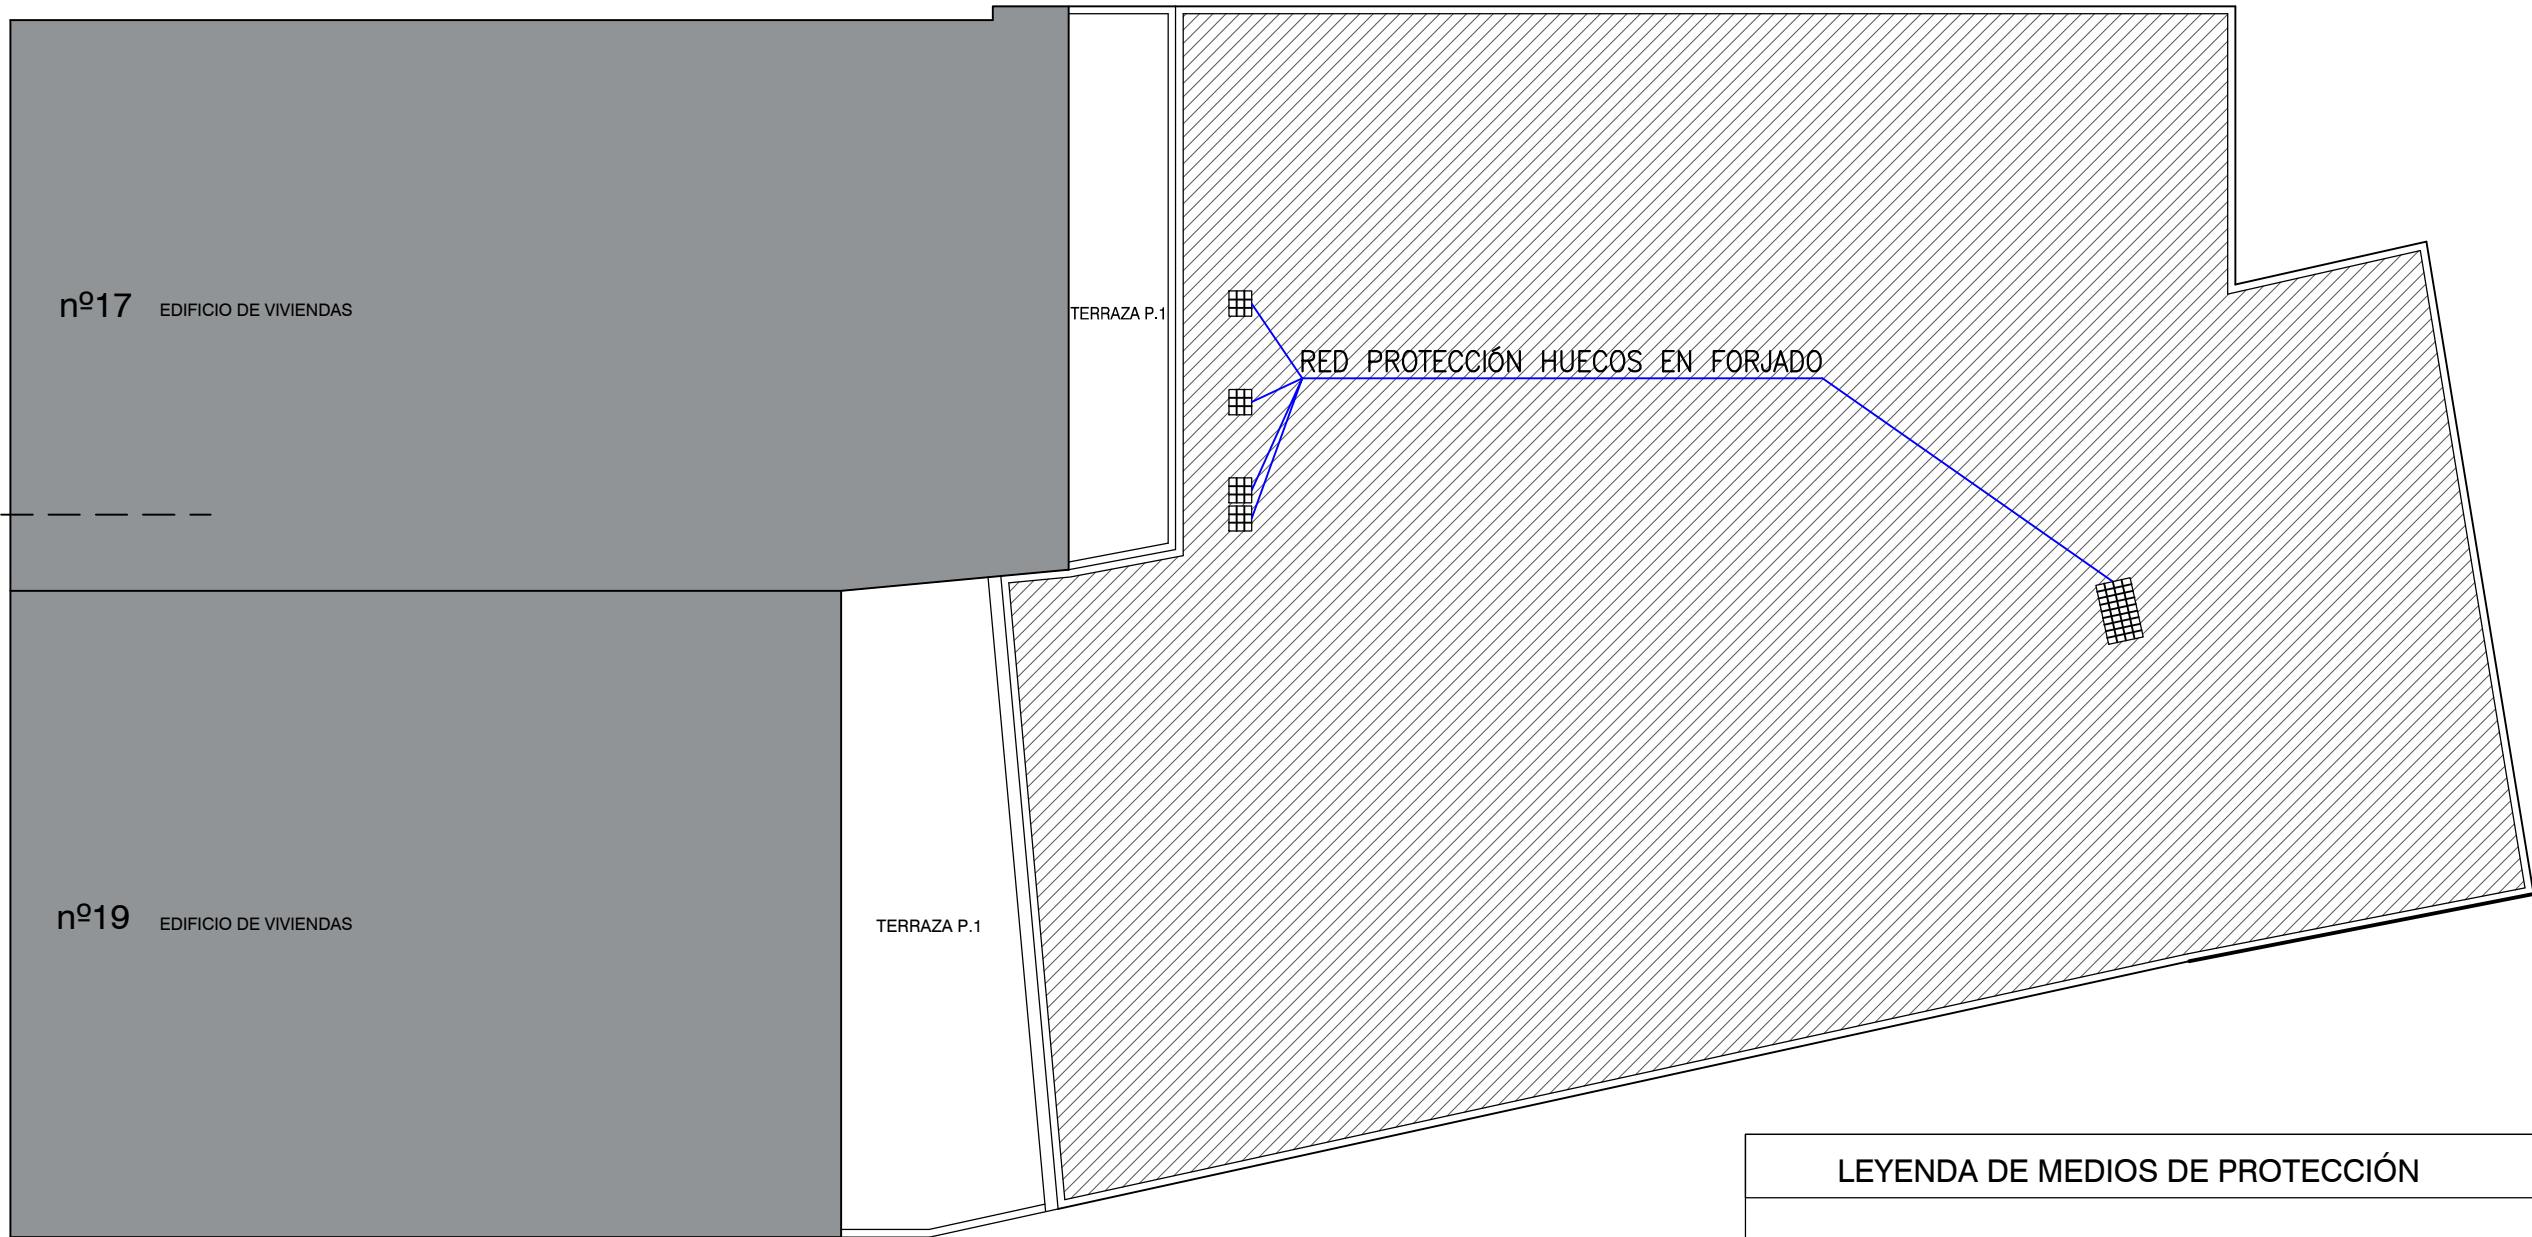 nº17 EDIFICIO DE VIVIENDAS
TERRAZA P.1
RED PROTECCIÓN HUECOS EN FORJADO
nº19 EDIFICIO DE VIVIENDAS
TERRAZA P.1
LEYENDA DE MEDIOS DE PROTECCIÓN